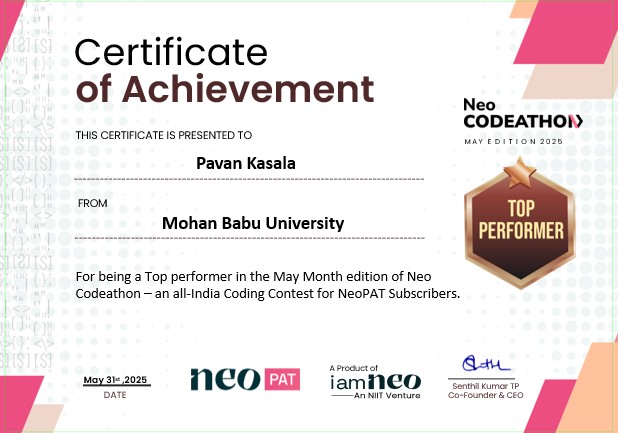 Certificate
of Achievement
THIS CERTIFICATE IS PRESENTED TO
Pavan Kasala
FROM
Mohan Babu University
For being a Top performer in the May Month edition of Neo
Codeathon – an all-India Coding Contest for NeoPAT Subscribers.
Neo
CODEATHON
MAY EDITION 2025
TOP
PERFORMER
May 31st ,2025
DATE
neo PAT
A Product of
iamneo
An NIIT Venture
Senthil Kumar TP
Co-Founder & CEO